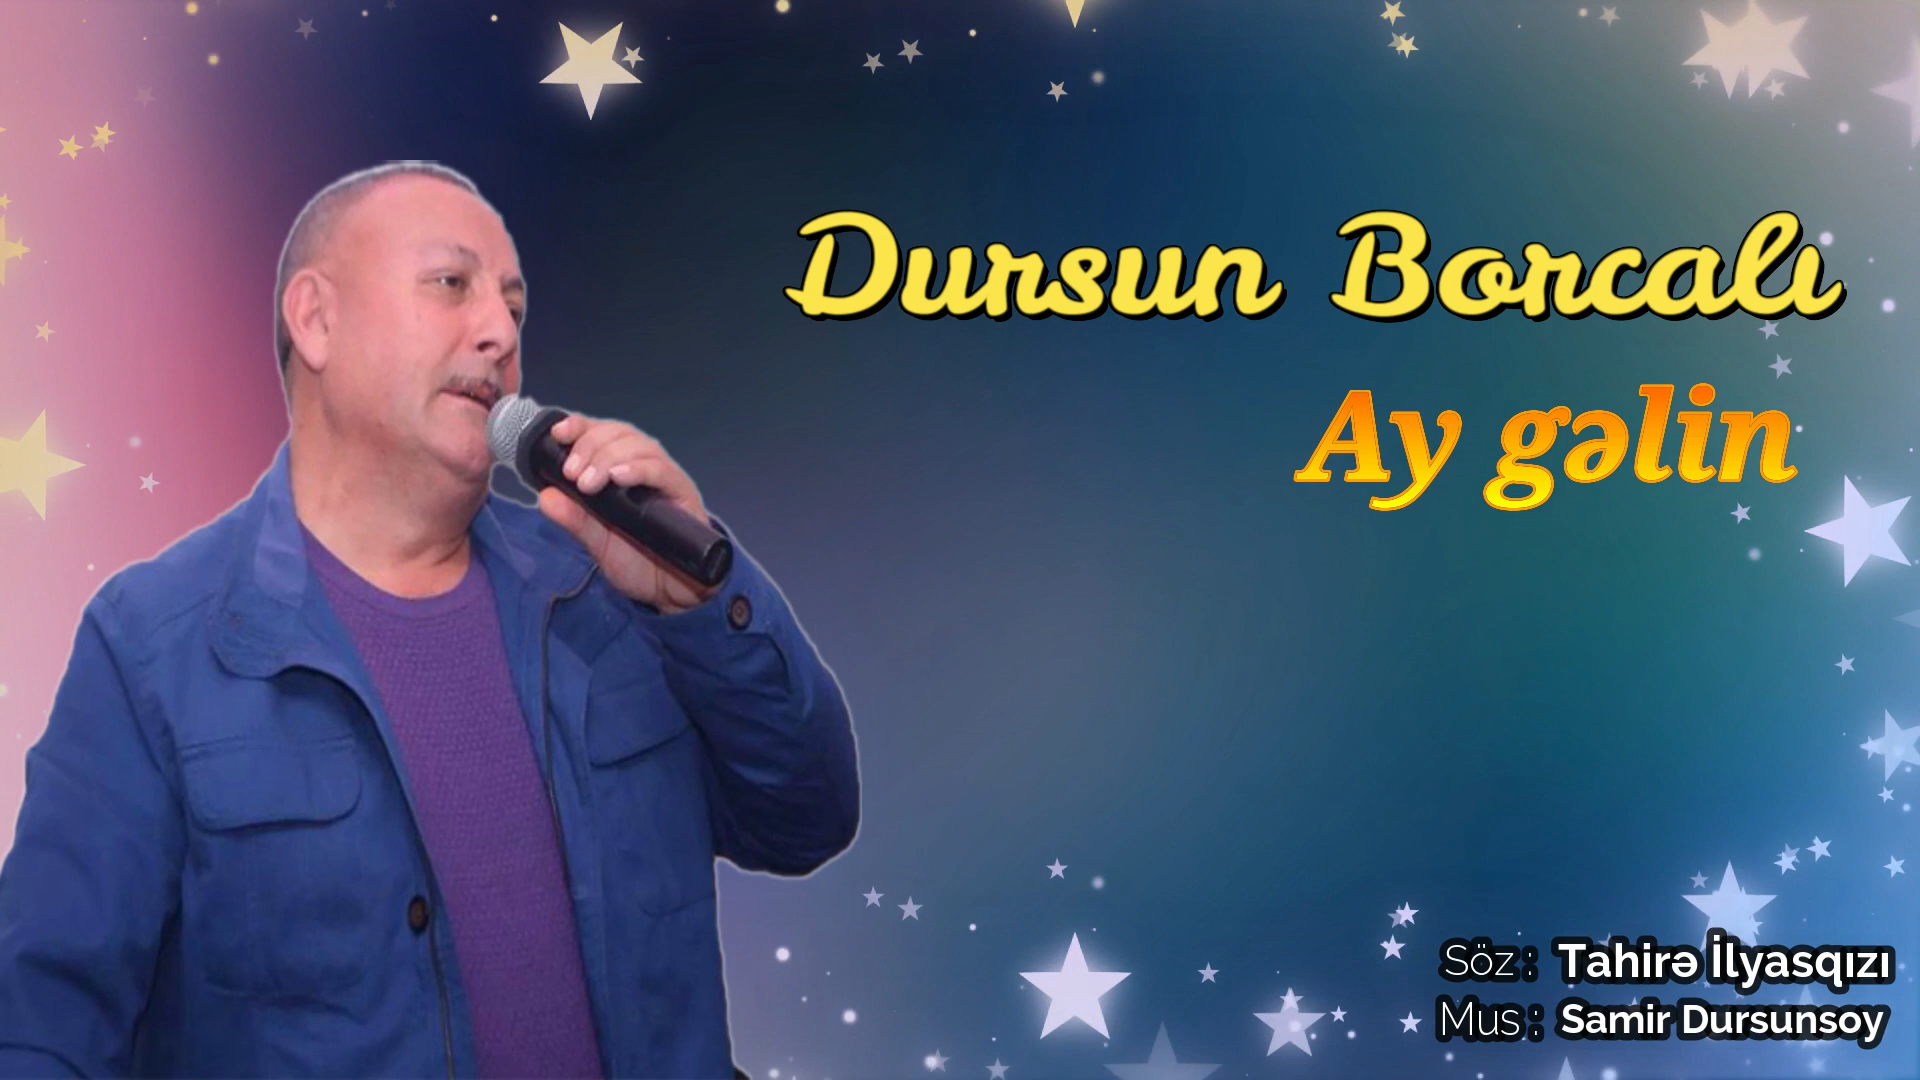 Dursun Borcalı
Ay gəlin
Söz : Tahirə İlyasqızı
Mus : Samir Dursunsoy